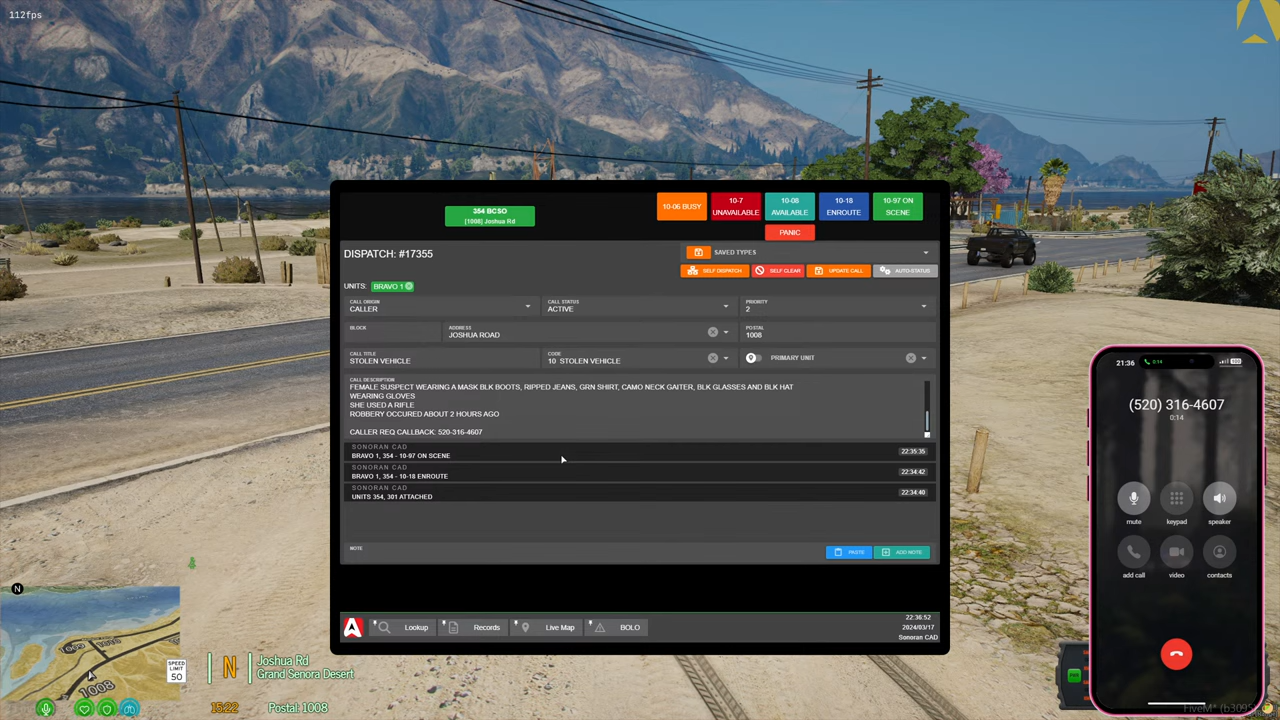 112fps
354 BCSO
[1008] Joshua Rd
10-06 BUSY
10-7
UNAVAILABLE
10-08
AVAILABLE
10-18
ENROUTE
10-97 ON
SCENE
PANIC
DISPATCH: #17355
SAVED TYPES
SELF DISPATCH
SELF CLEAR
UPDATE CALL
AUTO-STATUS
UNITS: BRAVO 1
CALL ORIGIN
CALLER
CALL STATUS
ACTIVE
PRIORITY
2
BLOCK
ADDRESS
JOSHUA ROAD
POSTAL
1008
CALL TITLE
STOLEN VEHICLE
CODE
10 STOLEN VEHICLE
PRIMARY UNIT
CALL DESCRIPTION
FEMALE SUSPECT WEARING A MASK BLK BOOTS, RIPPED JEANS, GRN SHIRT, CAMO NECK GAITER, BLK GLASSES AND BLK HAT
WEARING GLOVES
SHE USED A RIFLE
ROBBERY OCCURED ABOUT 2 HOURS AGO
CALLER REQ CALLBACK: 520-316-4607
SONORAN CAD
BRAVO 1, 354 - 10-97 ON SCENE
22:35:35
SONORAN CAD
BRAVO 1, 354 - 10-18 ENROUTE
22:34:42
SONORAN CAD
UNITS 354, 301 ATTACHED
22:34:40
NOTE
PASTE
ADD NOTE
Lookup
Records
Live Map
BOLO
22:36:52
2024/03/17
Sonoran CAD
21:36
0:14
100
(520) 316-4607
0:14
mute
keypad
speaker
add call
video
contacts
N
1000
1008
SPEED
LIMIT
50
N
Joshua Rd
Grand Senora Desert
15:22
Postal: 1008